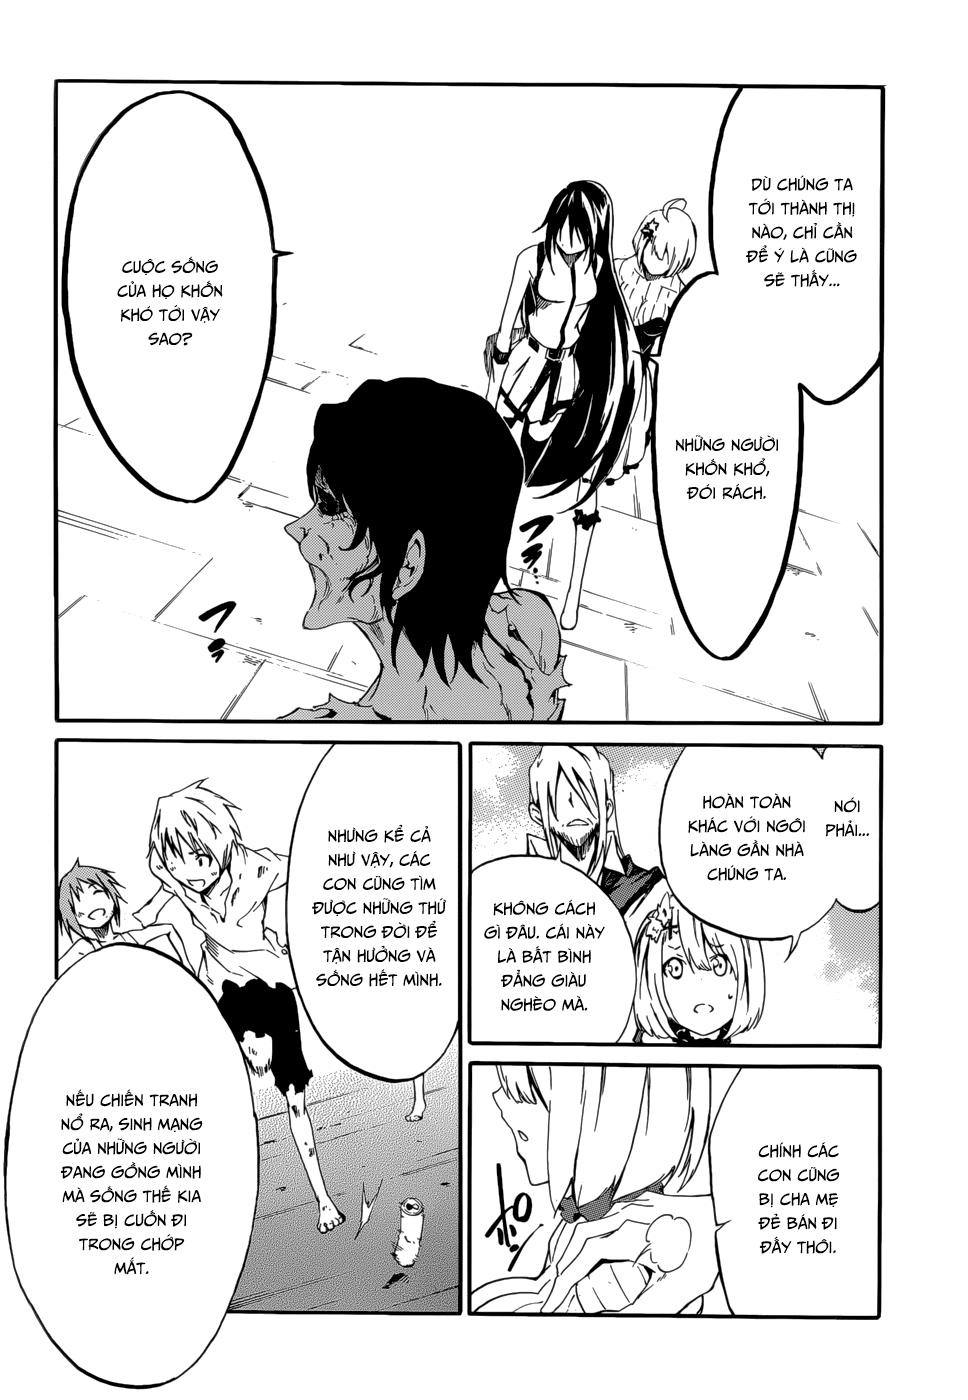 DÙ CHÚNG TA
TỚI THÀNH THỊ
NÀO, CHỈ CẦN
ĐỂ Ý LÀ CŨNG
SẼ THẤY...
NHỮNG NGƯỜI
KHỐN KHỔ,
ĐÓI RÁCH.
CUỘC SỐNG
CỦA HỌ KHỐN
KHÓ TỚI VẬY
SAO?
NÓI
PHẢI...
HOÀN TOÀN
KHÁC VỚI NGÔI
LÀNG GẦN NHÀ
CHÚNG TA.
KHÔNG CÁCH
GÌ ĐÂU. CÁI NÀY
LÀ BẤT BÌNH
ĐẲNG GIÀU
NGHÈO MÀ.
CHÍNH CÁC
CON CŨNG
BỊ CHA MẸ
ĐẺ BÁN ĐI
ĐẤY THÔI.
NHƯNG KỂ CẢ
NHƯ VẬY, CÁC
CON CŨNG TÌM
ĐƯỢC NHỮNG THỨ
TRONG ĐỜI ĐỂ
TẬN HƯỞNG VÀ
SỐNG HẾT MÌNH.
NẾU CHIẾN TRANH
NỔ RA, SINH MẠNG
CỦA NHỮNG NGƯỜI
ĐANG GỒNG MÌNH
MÀ SỐNG THẾ KIA
SẼ BỊ CUỐN ĐI
TRONG CHỚP
MẮT.